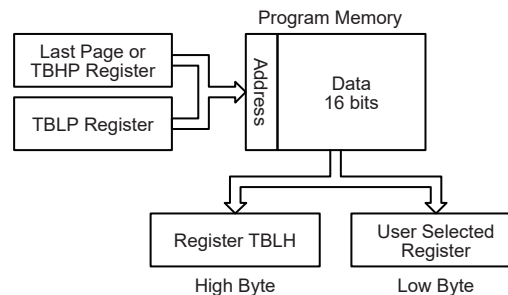 Program Memory
Last Page or
TBHP Register
TBLP Register
Address
Data
16 bits
Register TBLH
User Selected
Register
High Byte
Low Byte